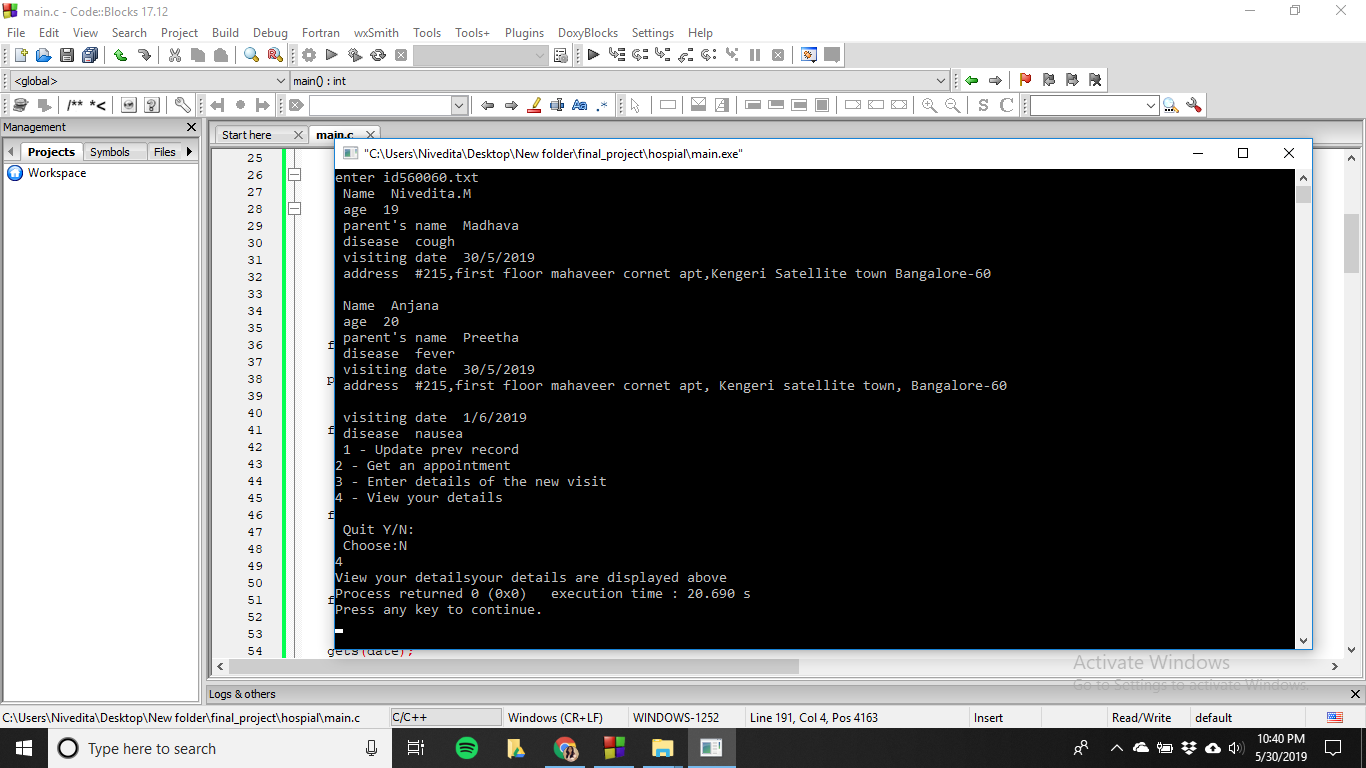 main.c - Code::Blocks 17.12
File Edit View Search Project Build Debug Fortran wxSmith Tools Tools+ Plugins DoxyBlocks Settings Help
<global> main() : int
/** *< Aa .* S C
Management
Start here main.c
Projects Symbols Files
Workspace
"C:\Users\Nivedita\Desktop\New folder\final_project\hospial\main.exe"
enter id560060.txt
Name Nivedita.M
age 19
parent's name Madhava
disease cough
visiting date 30/5/2019
address #215,first floor mahaveer cornet apt,Kengeri Satellite town Bangalore-60
Name Anjana
age 20
parent's name Preetha
disease fever
visiting date 30/5/2019
address #215,first floor mahaveer cornet apt, Kengeri satellite town, Bangalore-60
visiting date 1/6/2019
disease nausea
1 - Update prev record
2 - Get an appointment
3 - Enter details of the new visit
4 - View your details
Quit Y/N:
Choose:N
4
View your detailsyour details are displayed above
Process returned 0 (0x0) execution time : 20.690 s
Press any key to continue.
25
26
27
28
29
30
31
32
33
34
35
36 f
37
38 p
39
40
41 f
42
43
44
45
46 f
47
48
49
50
51 f
52
53
54 gets(date);
Activate Windows
Go to Settings to activate Windows.
Logs & others
C:\Users\Nivedita\Desktop\New folder\final_project\hospial\main.c C/C++ Windows (CR+LF) WINDOWS-1252 Line 191, Col 4, Pos 4163 Insert Read/Write default
Type here to search
10:40 PM
5/30/2019